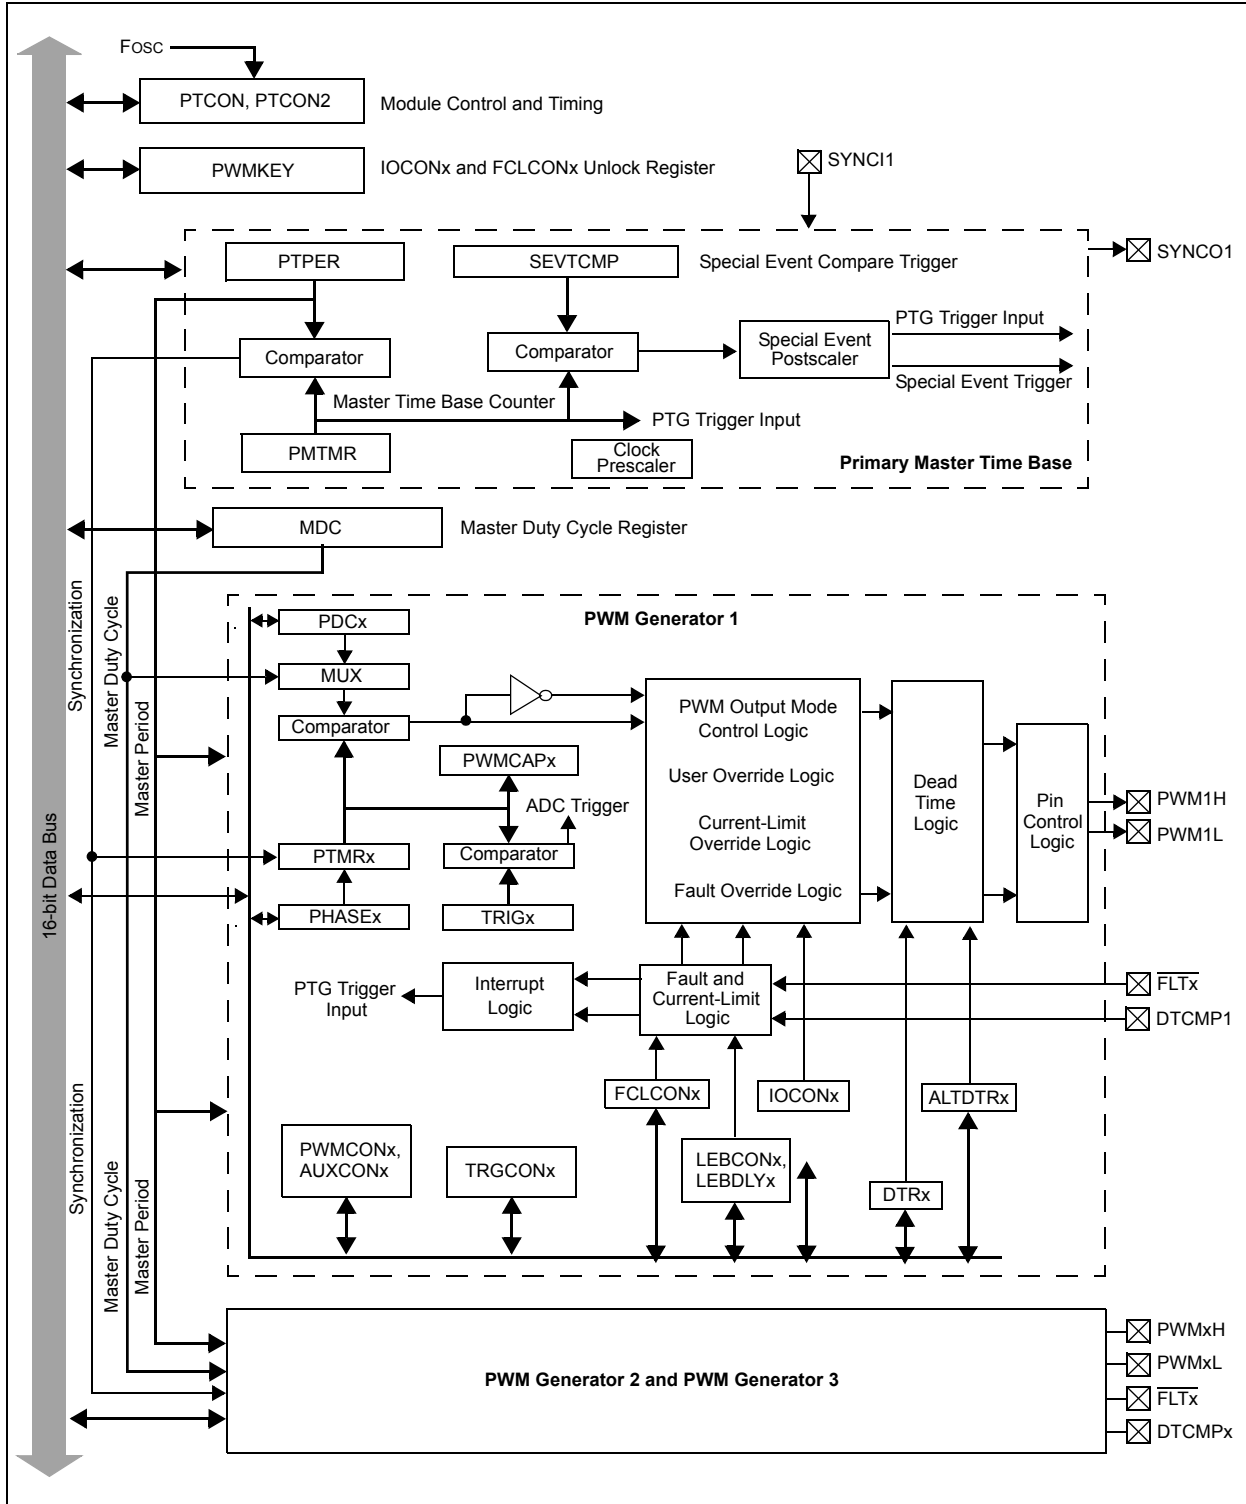 FOSC
PTCON, PTCON2
Module Control and Timing
PWMKEY
IOCONx and FCLCONx Unlock Register
SYNCI1
SYNCO1
PTPER
SEVTCMP
Special Event Compare Trigger
Comparator
Comparator
Special Event
Postscaler
PTG Trigger Input
Special Event Trigger
Master Time Base Counter
PTG Trigger Input
PMTMR
Clock
Prescaler
Primary Master Time Base
MDC
Master Duty Cycle Register
16-bit Data Bus
Synchronization
Master Duty Cycle
Master Period
PWM Generator 1
PDCx
MUX
Comparator
PWMCAPx
ADC Trigger
PTMRx
Comparator
PHASEx
TRIGx
PWM Output Mode
Control Logic
User Override Logic
Current-Limit
Override Logic
Fault Override Logic
Dead
Time
Logic
Pin
Control
Logic
PWM1H
PWM1L
PTG Trigger
Input
Interrupt
Logic
Fault and
Current-Limit
Logic
FLTx
DTCMP1
FCLCONx
IOCONx
ALTDTRx
PWMCONx,
AUXCONx
TRGCONx
LEBCONx,
LEBDLYx
DTRx
Synchronization
Master Duty Cycle
Master Period
PWM Generator 2 and PWM Generator 3
PWMxH
PWMxL
FLTx
DTCMPx